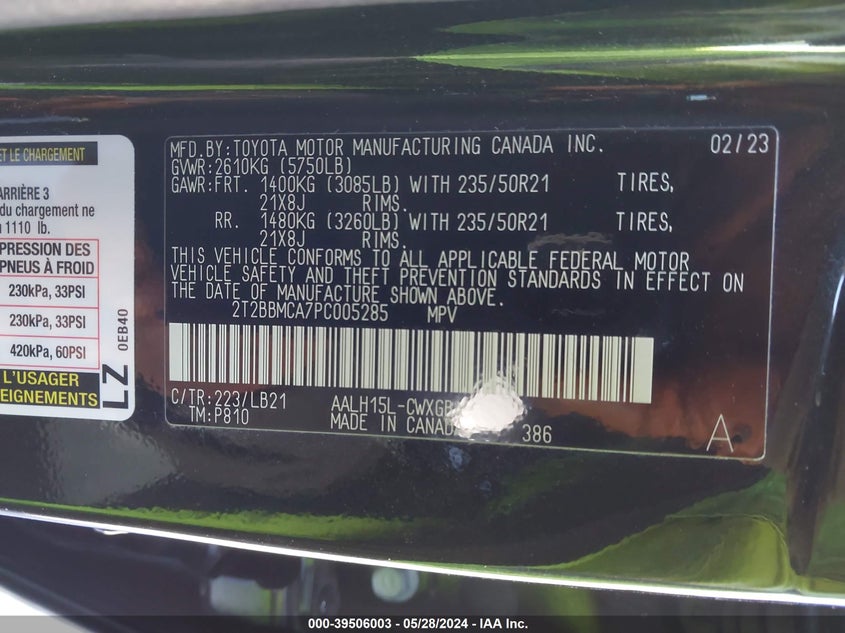 ET LE CHARGEMENT
ARRIÈRE 3
du chargement ne
1110 lb.
PRESSION DES
PNEUS À FROID
230kPa, 33PSI
230kPa, 33PSI
420kPa, 60PSI
L'USAGER
LZ
0EB40
MFD.BY:TOYOTA MOTOR MANUFACTURING CANADA INC. 02/23
GVWR:2610KG (5750LB)
GAWR:FRT. 1400KG (3085LB) WITH 235/50R21 TIRES,
21X8J RIMS.
RR. 1480KG (3260LB) WITH 235/50R21 TIRES,
21X8J RIMS.
THIS VEHICLE CONFORMS TO ALL APPLICABLE FEDERAL MOTOR
VEHICLE SAFETY AND THEFT PREVENTION STANDARDS IN EFFECT ON
THE DATE OF MANUFACTURE SHOWN ABOVE.
2T2BBMCA7PC005285 MPV
C/TR:223/LB21 
TM:P810 MADE IN CANADA 386
A
000-39506003 - 05/28/2024 - IAA Inc.